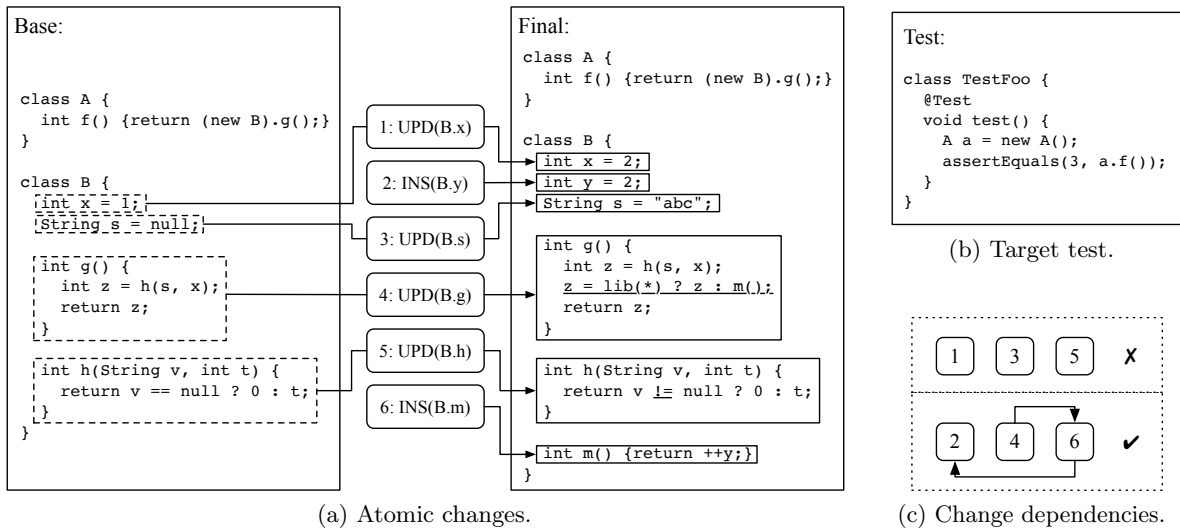 Base:
class A {
int f() {return (new B).g();}
}
class B {
int x = 1;
String s = null;
int g() {
int z = h(s, x);
return z;
}
int h(String v, int t) {
return v == null ? 0 : t;
}
}
1: UPD(B.x)
2: INS(B.y)
3: UPD(B.s)
4: UPD(B.g)
5: UPD(B.h)
6: INS(B.m)
Final:
class A {
int f() {return (new B).g();}
}
class B {
int x = 2;
int y = 2;
String s = "abc";
int g() {
int z = h(s, x);
z = lib(*) ? z : m();
return z;
}
int h(String v, int t) {
return v != null ? 0 : t;
}
int m() {return ++y;}
}
(a) Atomic changes.
Test:
class TestFoo {
@Test
void test() {
A a = new A();
assertEquals(3, a.f());
}
}
(b) Target test.
1 3 5 ✗
2 4 6 ✔
(c) Change dependencies.